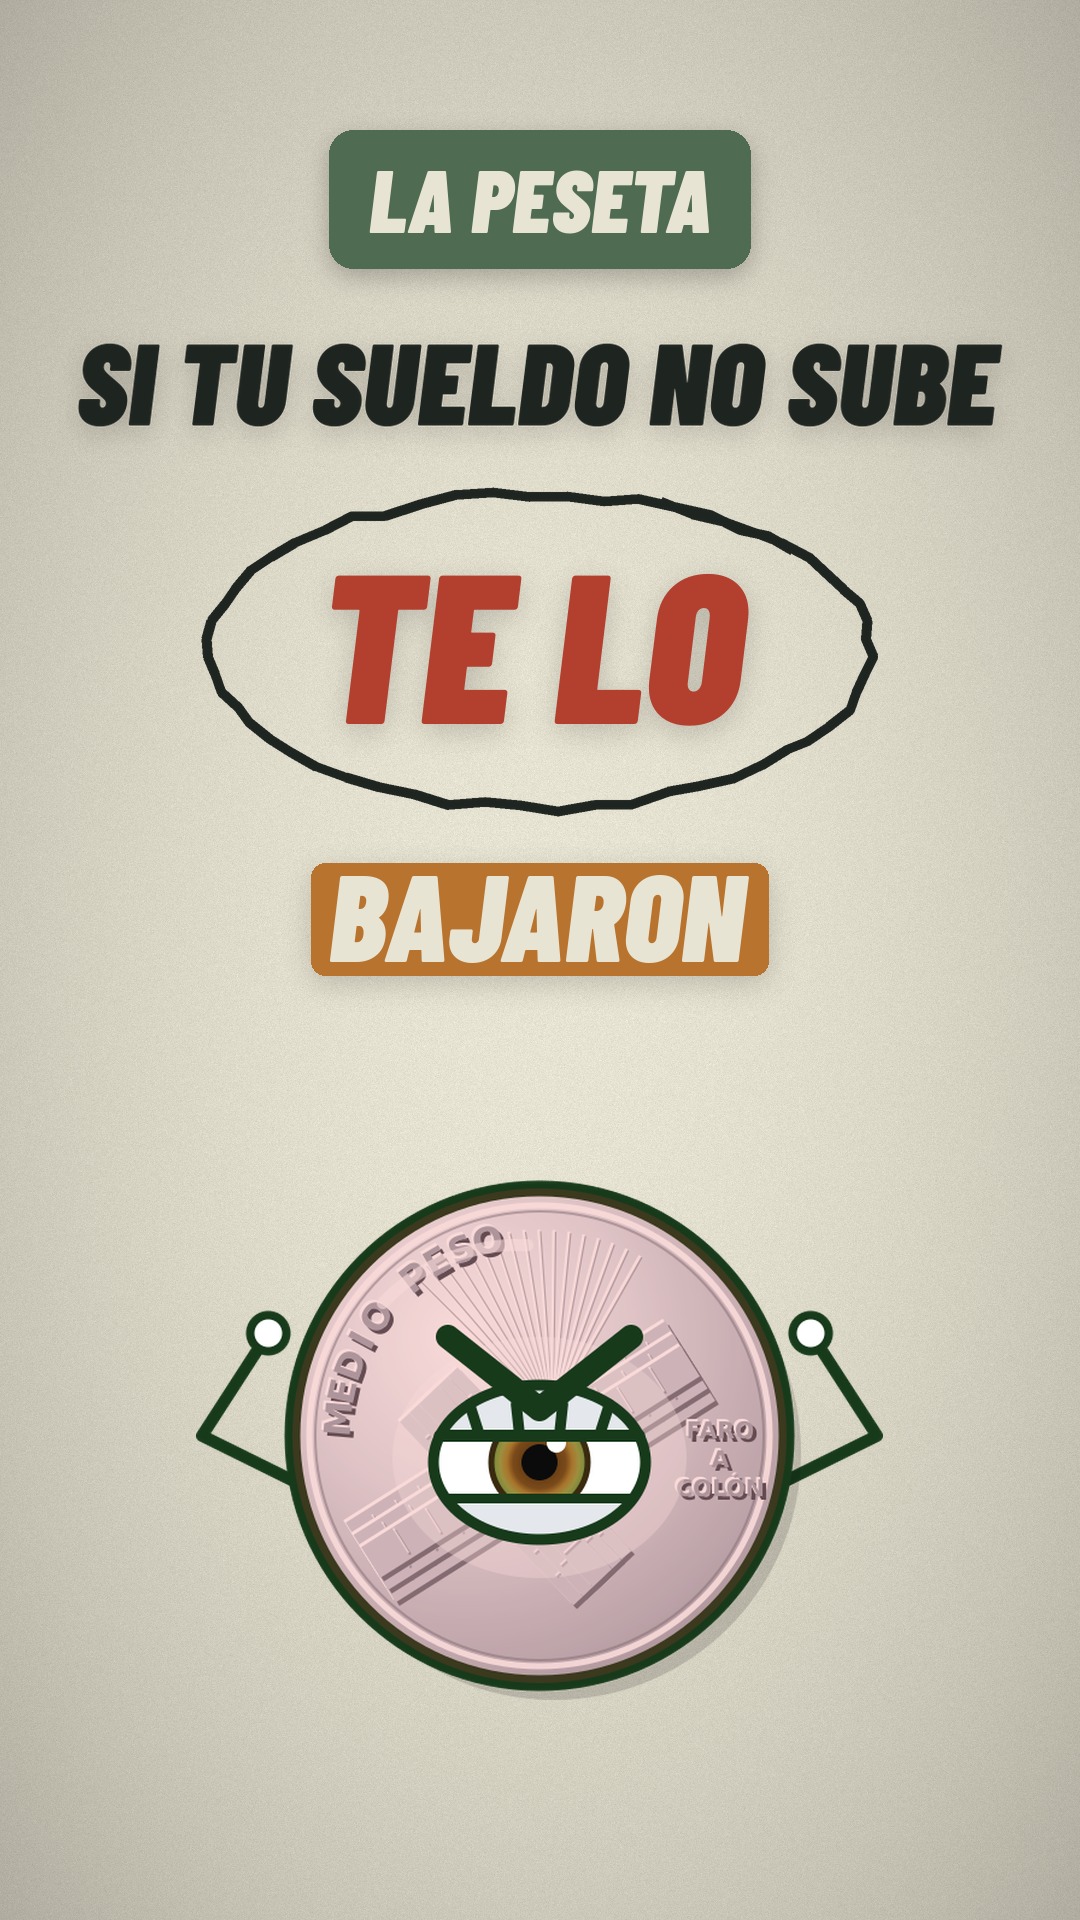 LA PESETA
SI TU SUELDO NO SUBE
TE LO
BAJARON
MEDIO PESO
FARO
A
COLÓN